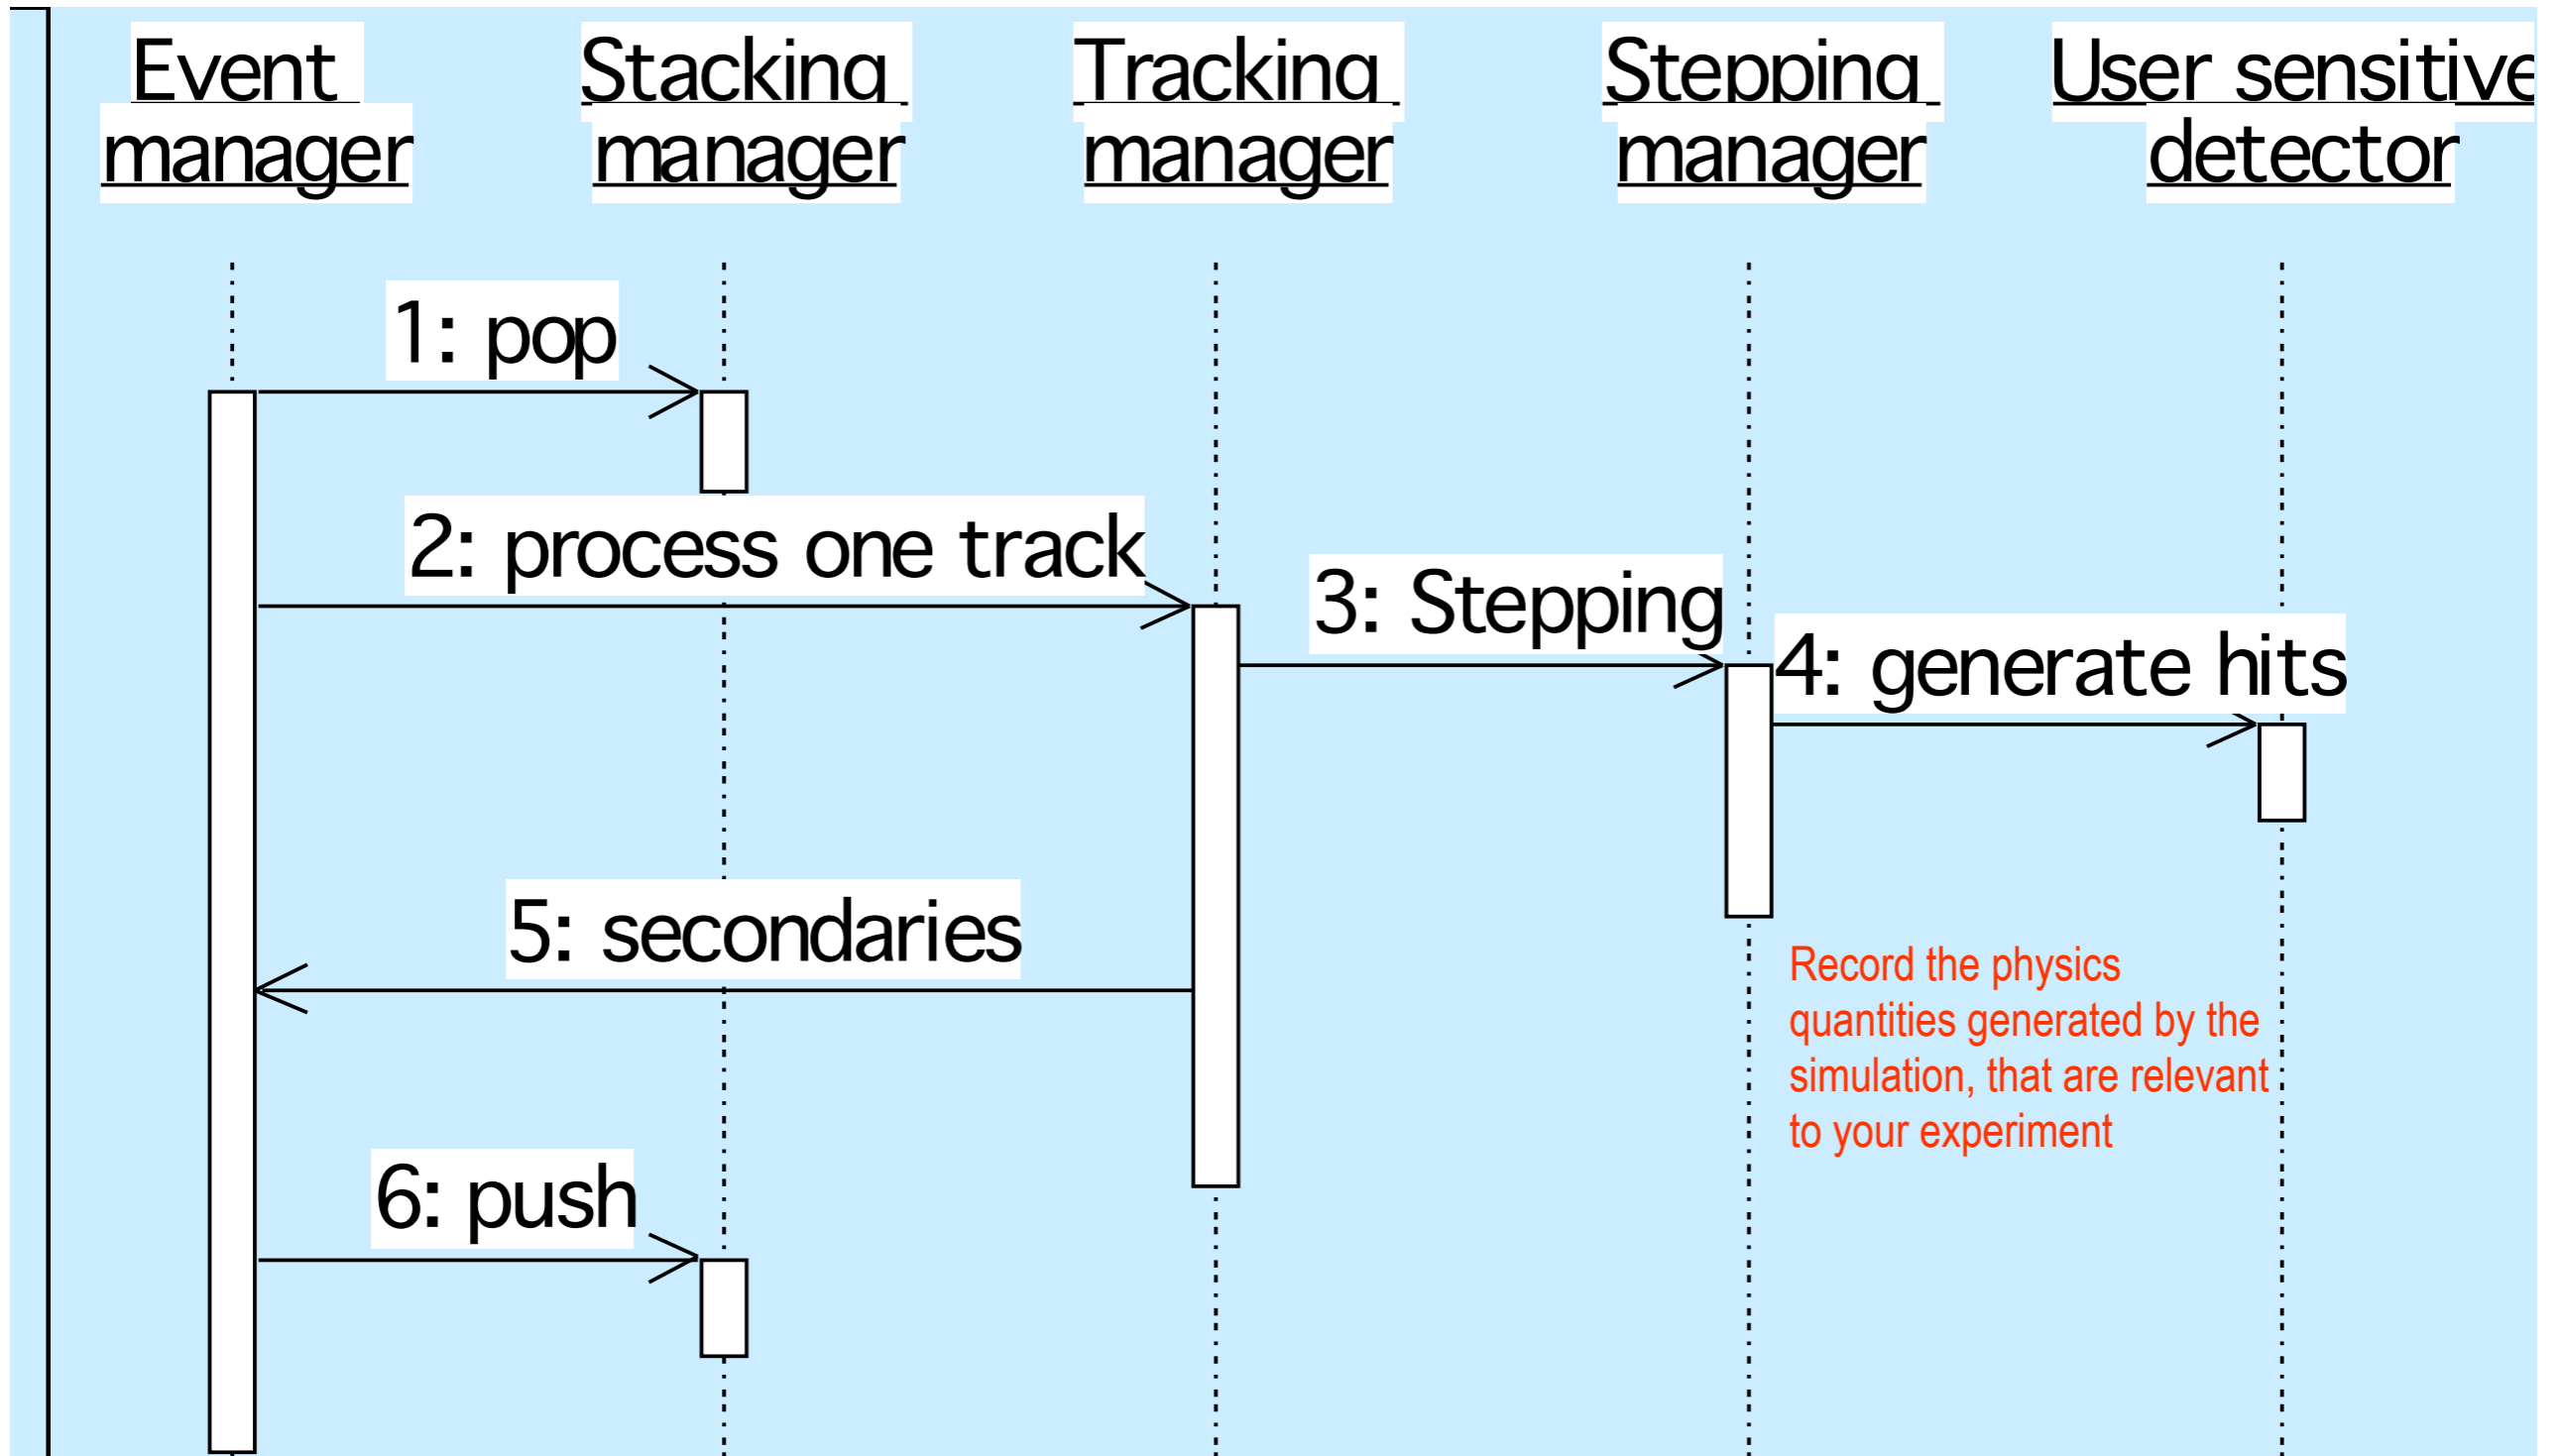 Event
manager
Stacking
manager
Tracking
manager
Stepping
manager
User sensitive
detector
1: pop
2: process one track
3: Stepping
4: generate hits
5: secondaries
Record the physics
quantities generated by the
simulation, that are relevant
to your experiment
6: push